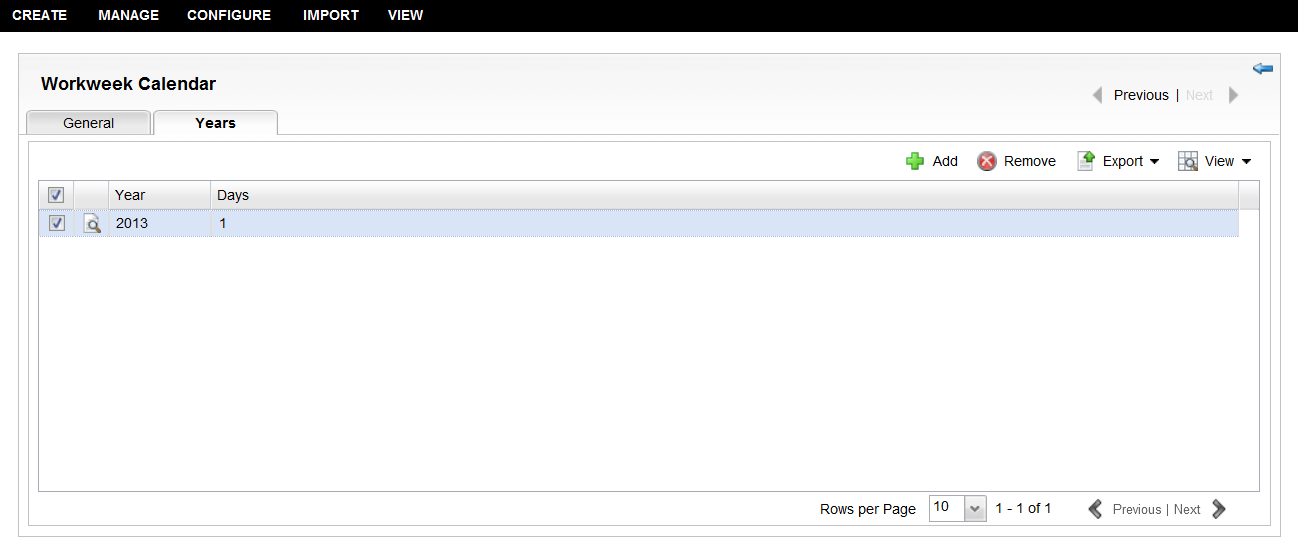 CREATE MANAGE CONFIGURE IMPORT VIEW
Workweek Calendar
Previous | Next
General Years
Add Remove Export View
Year Days
2013 1
Rows per Page 10 1 - 1 of 1 Previous | Next